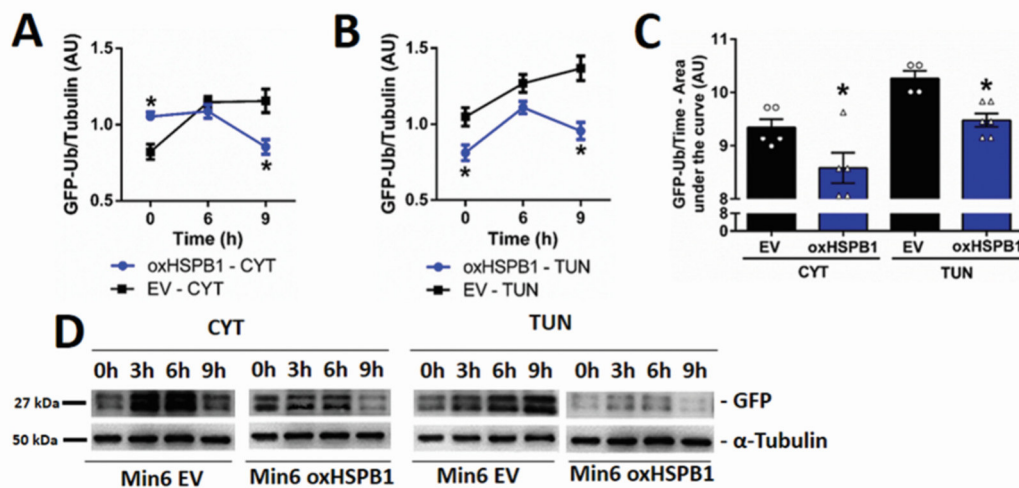 A
GFP-Ub/Tubulin (AU)
1.5
1.0
0.5
*
*
0 6 9
Time (h)
oxHSPB1 - CYT
EV - CYT
B
GFP-Ub/Tubulin (AU)
1.5
1.0
0.5
*
*
0 6 9
Time (h)
oxHSPB1 - TUN
EV - TUN
C
GFP-Ub/Time - Area
under the curve (AU)
11
10
9
8
8
0
*
*
EV oxHSPB1 EV oxHSPB1
CYT TUN
D
CYT TUN
0h 3h 6h 9h 0h 3h 6h 9h 0h 3h 6h 9h 0h 3h 6h 9h
27 kDa - GFP
50 kDa - α-Tubulin
Min6 EV Min6 oxHSPB1 Min6 EV Min6 oxHSPB1